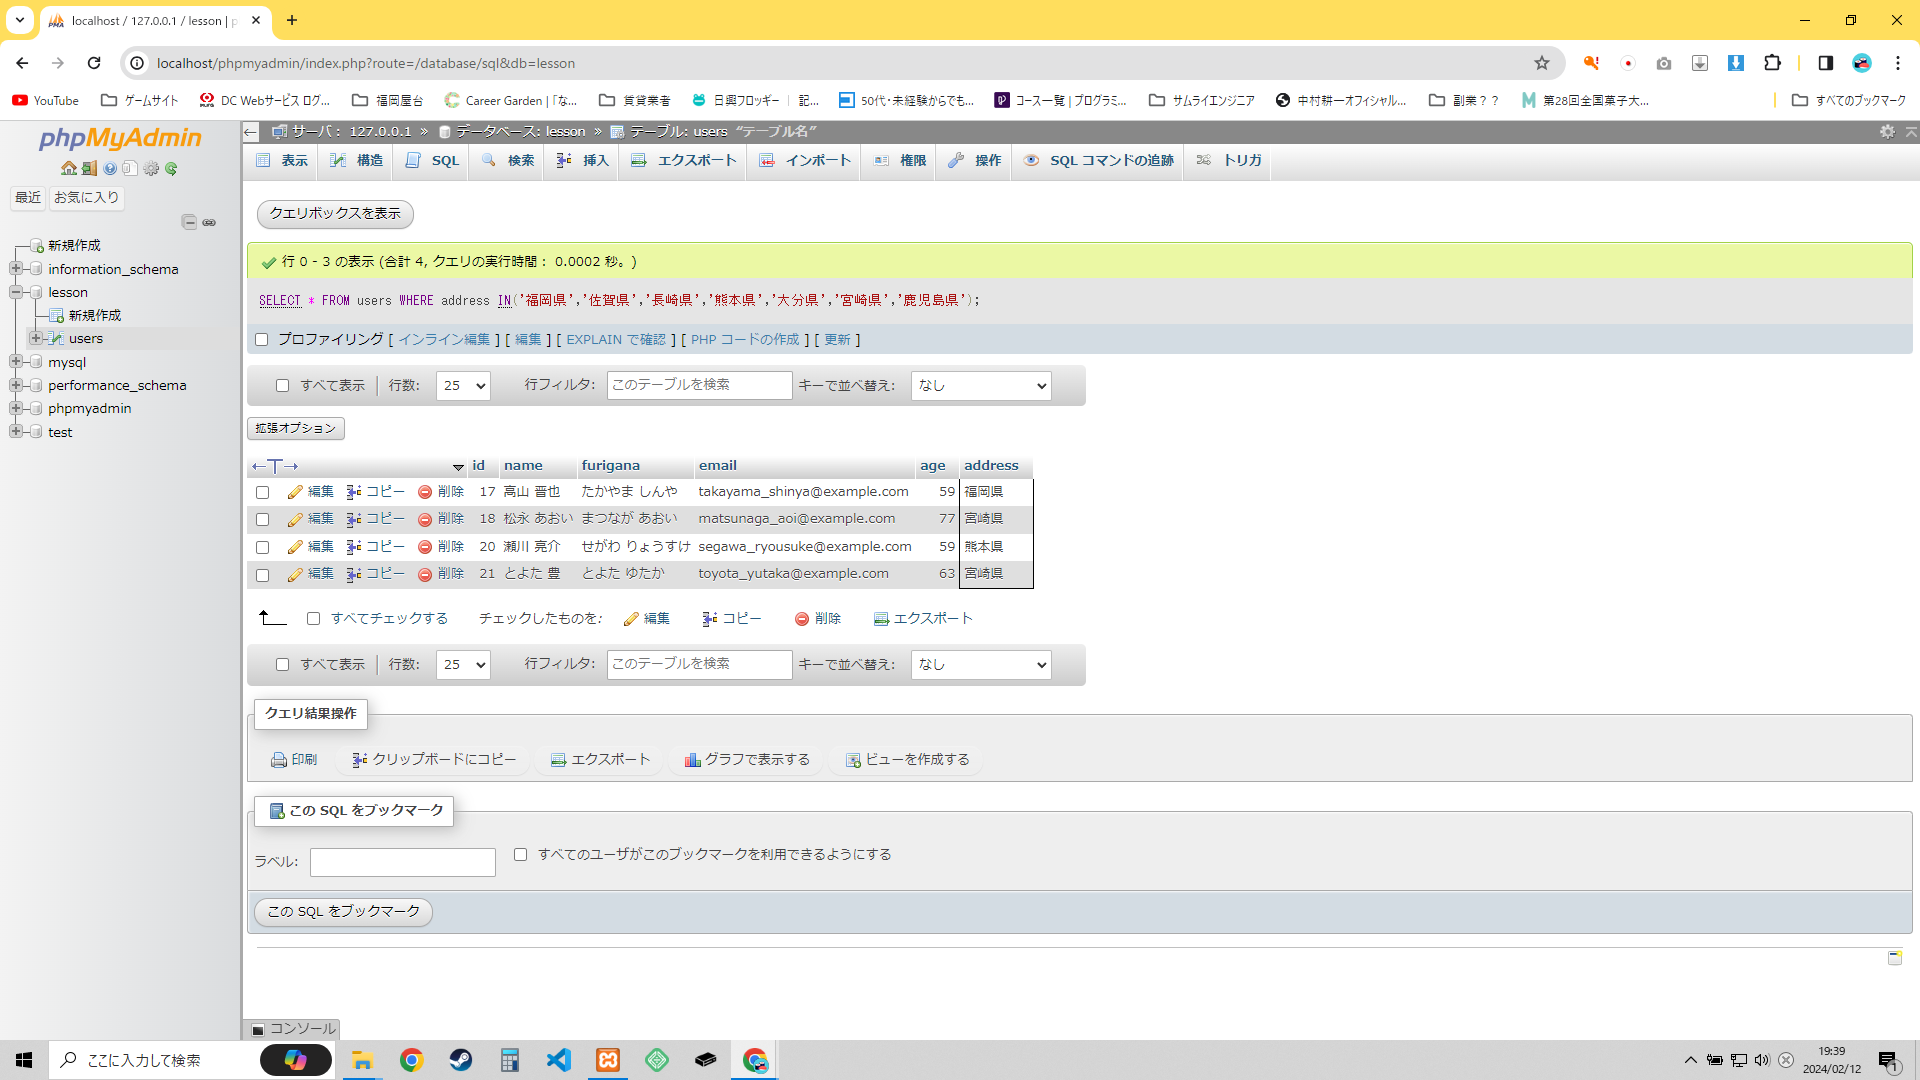 localhost / 127.0.0.1 / lesson | p
localhost/phpmyadmin/index.php?route=/database/sql&db=lesson
YouTube ゲームサイト DC Webサービス ログ... 福岡屋台 Career Garden | 「な... 賃貸業者 日興フロッギー | 記... 50代・未経験からでも... コース一覧 | プログラミ... サムライエンジニア 中村耕一オフィシャル... 副業？？ 第28回全国菓子大... すべてのブックマーク
phpMyAdmin
最近 お気に入り
新規作成
information_schema
lesson
新規作成
users
mysql
performance_schema
phpmyadmin
test
サーバ： 127.0.0.1 » データベース: lesson » テーブル: users “テーブル名”
表示 構造 SQL 検索 挿入 エクスポート インポート 権限 操作 SQL コマンドの追跡 トリガ
クエリボックスを表示
行 0 - 3 の表示 (合計 4, クエリの実行時間： 0.0002 秒。)
SELECT * FROM users WHERE address IN('福岡県','佐賀県','長崎県','熊本県','大分県','宮崎県','鹿児島県');
プロファイリング [ インライン編集 ] [ 編集 ] [ EXPLAIN で確認 ] [ PHP コードの作成 ] [ 更新 ]
すべて表示 行数: 25 行フィルタ: このテーブルを検索 キーで並べ替え: なし
拡張オプション
←T→ id name furigana email age address
編集 コピー 削除 17 高山 晋也 たかやま しんや takayama_shinya@example.com 59 福岡県
編集 コピー 削除 18 松永 あおい まつなが あおい matsunaga_aoi@example.com 77 宮崎県
編集 コピー 削除 20 瀬川 亮介 せがわ りょうすけ segawa_ryousuke@example.com 59 熊本県
編集 コピー 削除 21 とよた 豊 とよた ゆたか toyota_yutaka@example.com 63 宮崎県
すべてチェックする チェックしたものを: 編集 コピー 削除 エクスポート
すべて表示 行数: 25 行フィルタ: このテーブルを検索 キーで並べ替え: なし
クエリ結果操作
印刷 クリップボードにコピー エクスポート グラフで表示する ビューを作成する
この SQL をブックマーク
ラベル: すべてのユーザがこのブックマークを利用できるようにする
この SQL をブックマーク
コンソール
ここに入力して検索
19:39
2024/02/12
1